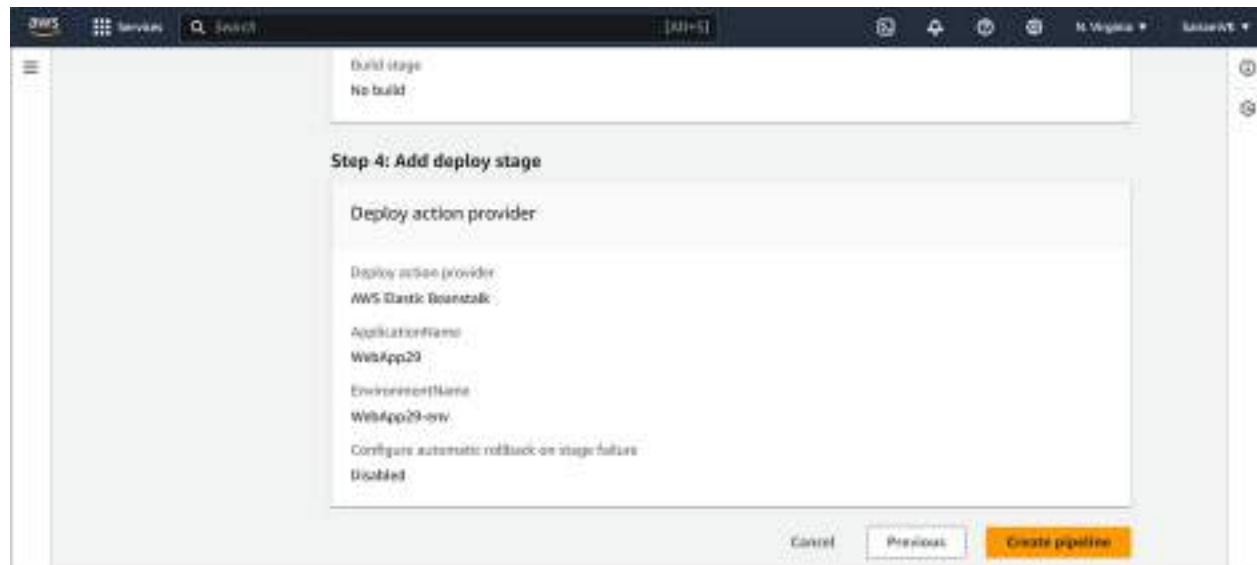 aws
Services
Search
[Alt+S]
N. Virginia
Build stage
No build
Step 4: Add deploy stage
Deploy action provider
Deploy action provider
AWS Elastic Beanstalk
ApplicationName
WebApp29
EnvironmentName
WebApp29-env
Configure automatic rollback on stage failure
Disabled
Cancel
Previous
Create pipeline